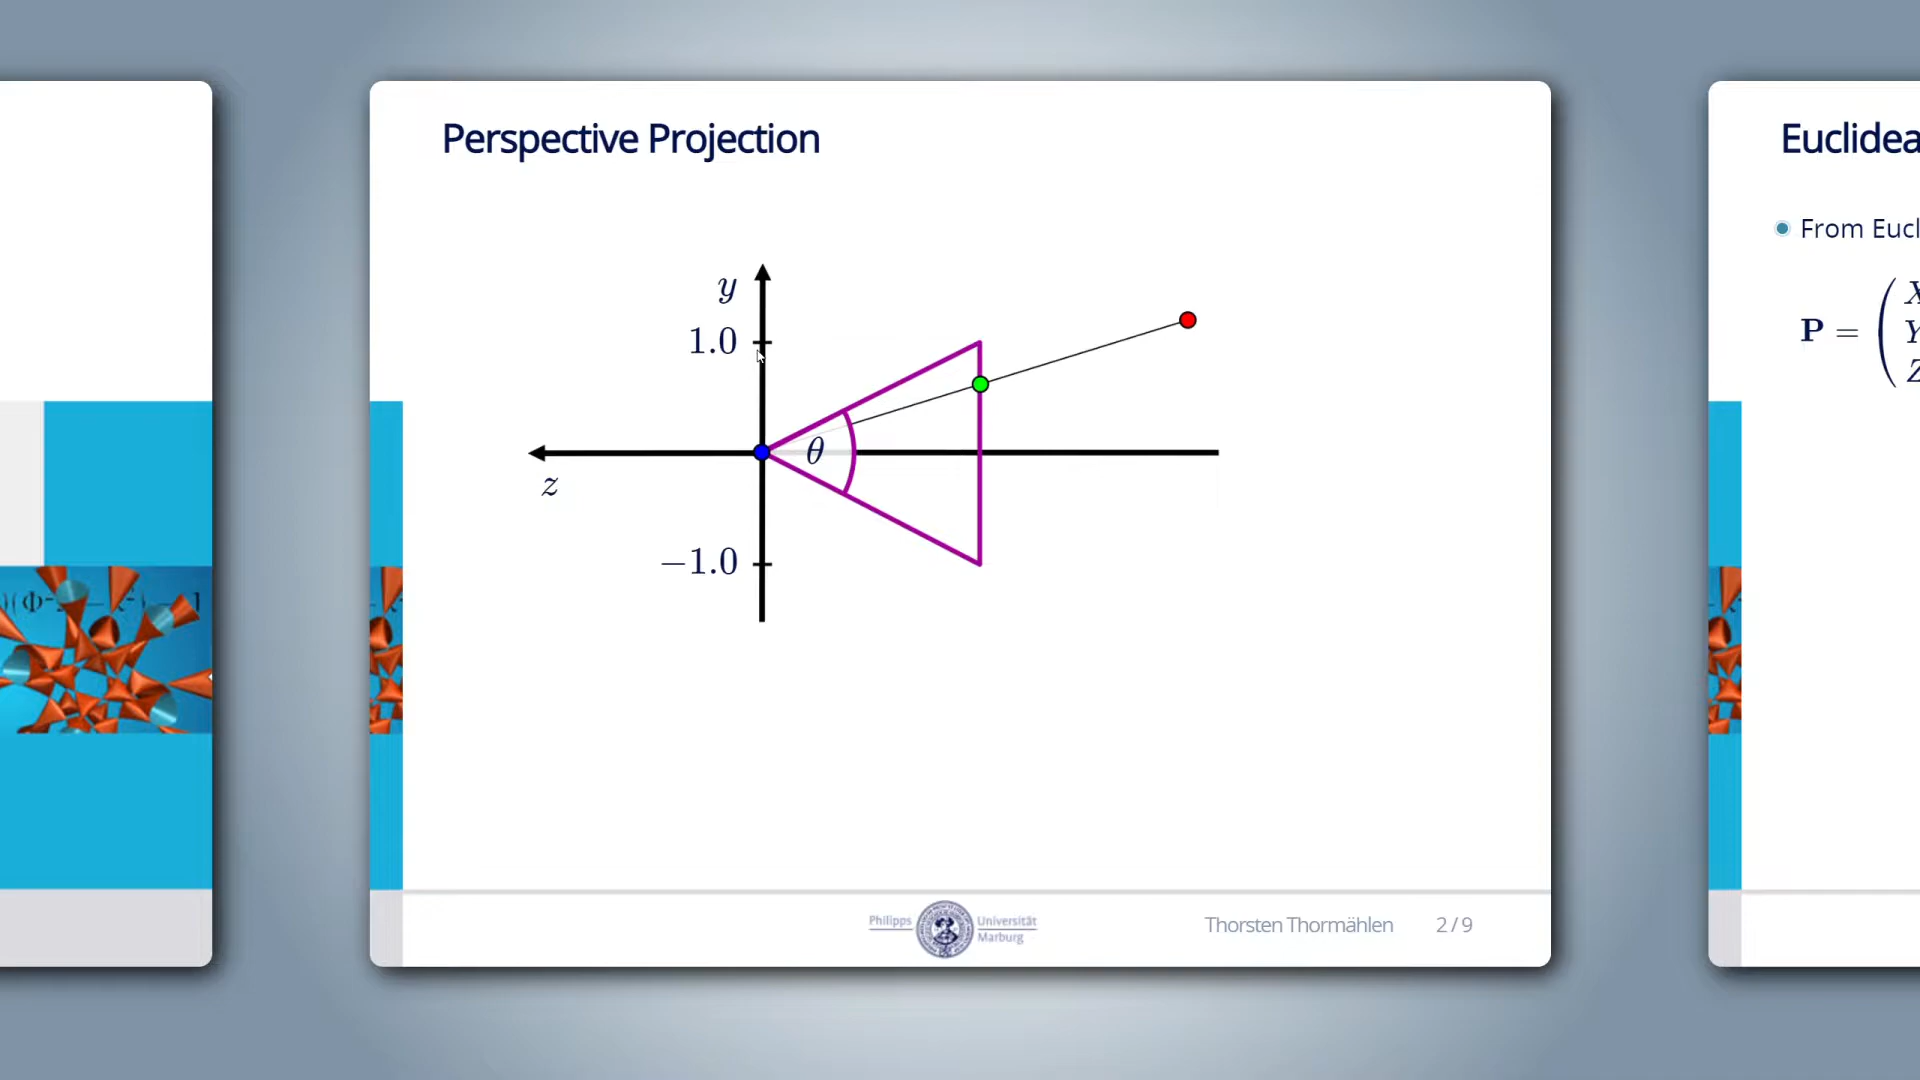 Perspective Projection
y
1.0
θ
z
−1.0
Philipps Universität
Marburg
Thorsten Thormählen 2 / 9
Euclidea
From Eucl
P = ( X
Y
Z